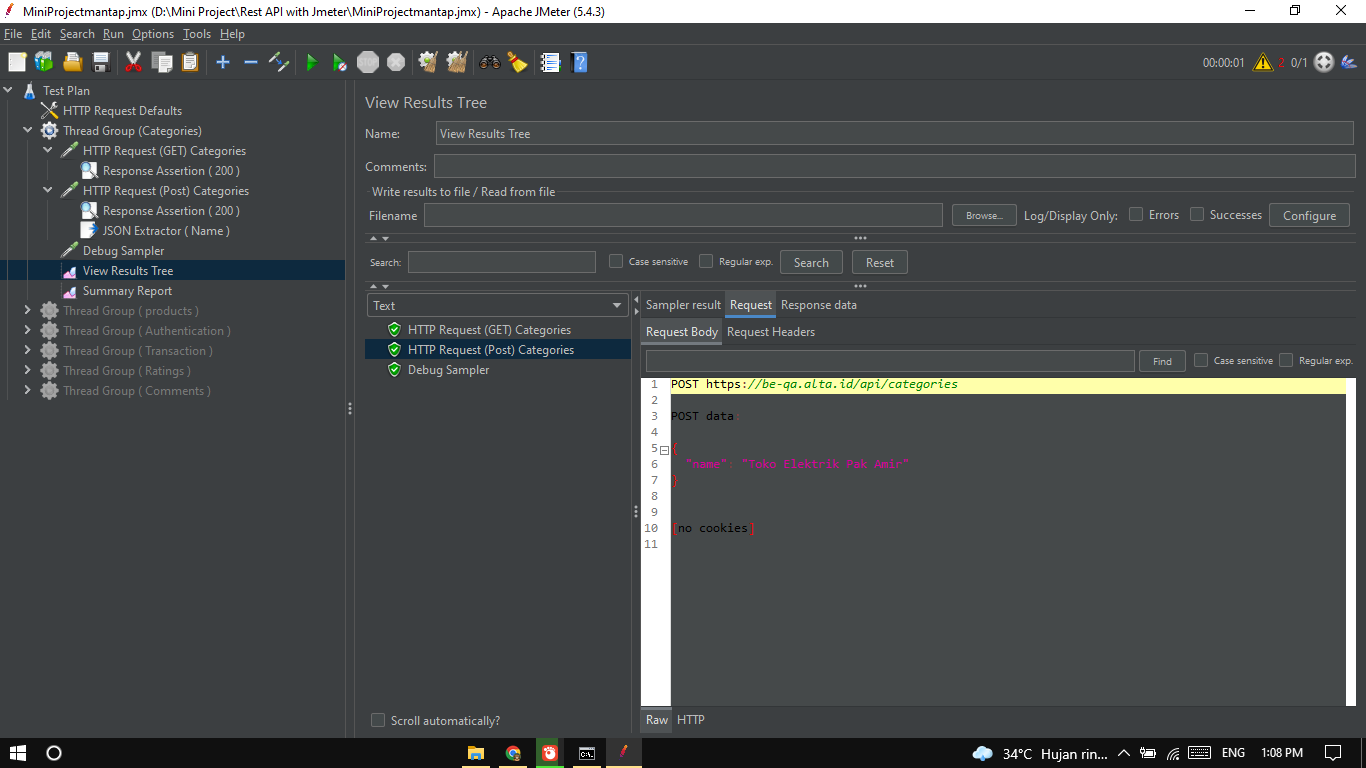 MiniProjectmantap.jmx (D:\Mini Project\Rest API with Jmeter\MiniProjectmantap.jmx) - Apache JMeter (5.4.3)
File Edit Search Run Options Tools Help
STOP 00:00:01 2 0/1
Test Plan
HTTP Request Defaults
Thread Group (Categories)
HTTP Request (GET) Categories
Response Assertion ( 200 )
HTTP Request (Post) Categories
Response Assertion ( 200 )
JSON Extractor ( Name )
Debug Sampler
View Results Tree
Summary Report
Thread Group ( products )
Thread Group ( Authentication )
Thread Group ( Transaction )
Thread Group ( Ratings )
Thread Group ( Comments )
View Results Tree
Name: View Results Tree
Comments:
Write results to file / Read from file
Filename Browse... Log/Display Only: Errors Successes Configure
Search: Case sensitive Regular exp. Search Reset
Text
HTTP Request (GET) Categories
HTTP Request (Post) Categories
Debug Sampler
Scroll automatically?
Sampler result Request Response data
Request Body Request Headers
Find Case sensitive Regular exp.
1 POST https://be-qa.alta.id/api/categories
2
3 POST data:
4
5 {
6 "name": "Toko Elektrik Pak Amir"
7 }
8
9
10 [no cookies]
11
Raw HTTP
34°C Hujan rin... ENG 1:08 PM